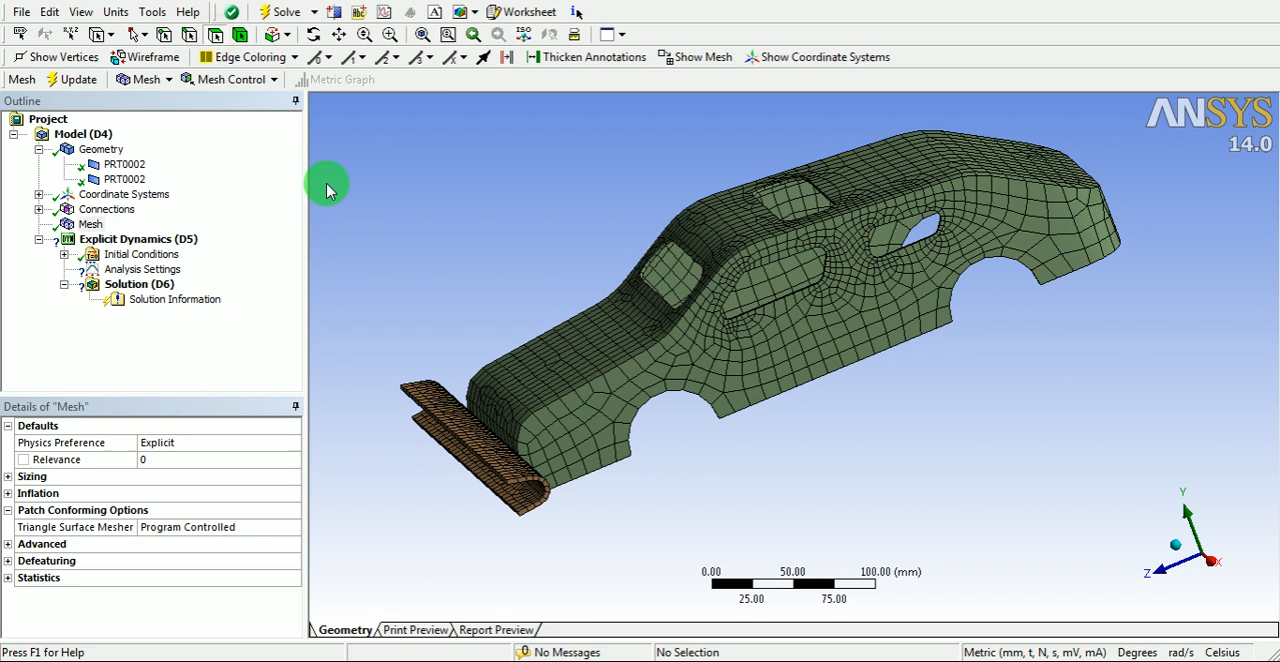 File Edit View Units Tools Help Solve Worksheet
Show Vertices Wireframe Edge Coloring Thicken Annotations Show Mesh Show Coordinate Systems
Mesh Update Mesh Mesh Control Metric Graph
Outline
Project
Model (D4)
Geometry
PRT0002
PRT0002
Coordinate Systems
Connections
Mesh
Explicit Dynamics (D5)
Initial Conditions
Analysis Settings
Solution (D6)
Solution Information
Details of "Mesh"
Defaults
Physics Preference Explicit
Relevance 0
Sizing
Inflation
Patch Conforming Options
Triangle Surface Mesher Program Controlled
Advanced
Defeaturing
Statistics
ANSYS
14.0
Y
Z
X
0.00 50.00 100.00 (mm)
25.00 75.00
Geometry Print Preview Report Preview
Press F1 for Help No Messages No Selection Metric (mm, t, N, s, mV, mA) Degrees rad/s Celsius